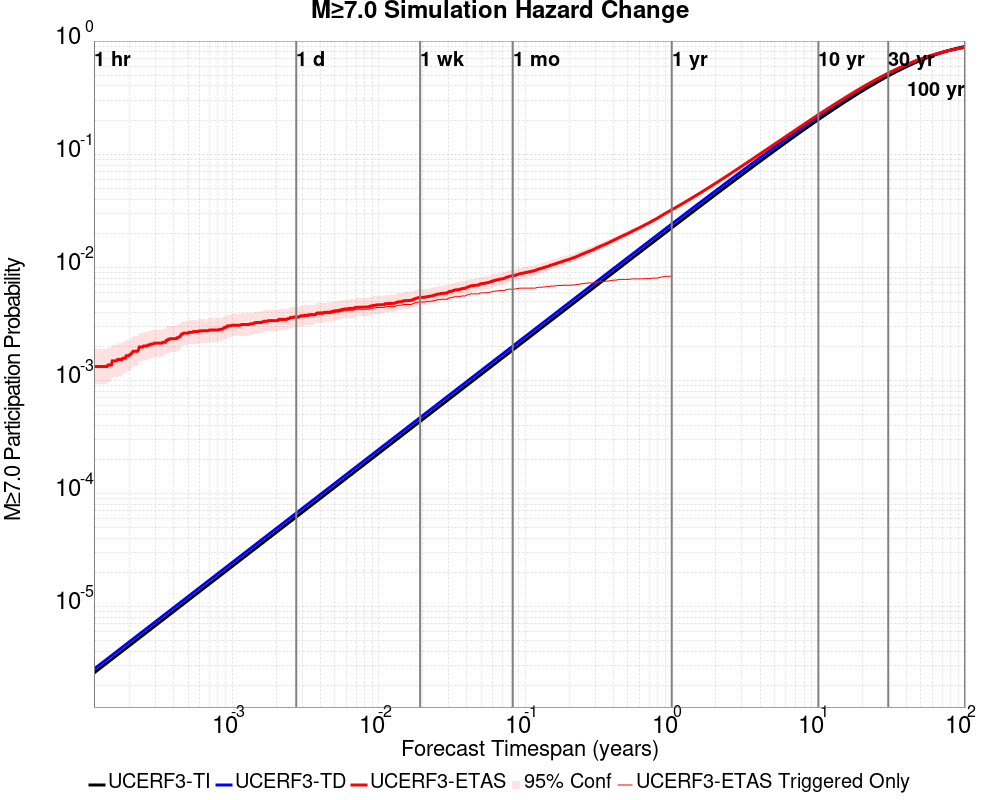 M≥7.0 Simulation Hazard Change
10^0
1 hr 1 d 1 wk 1 mo 1 yr 10 yr 30 yr
100 yr
10^-1
10^-2
10^-3
10^-4
10^-5
M≥7.0 Participation Probability
10^-3 10^-2 10^-1 10^0 10^1 10^2
Forecast Timespan (years)
UCERF3-TI UCERF3-TD UCERF3-ETAS 95% Conf UCERF3-ETAS Triggered Only